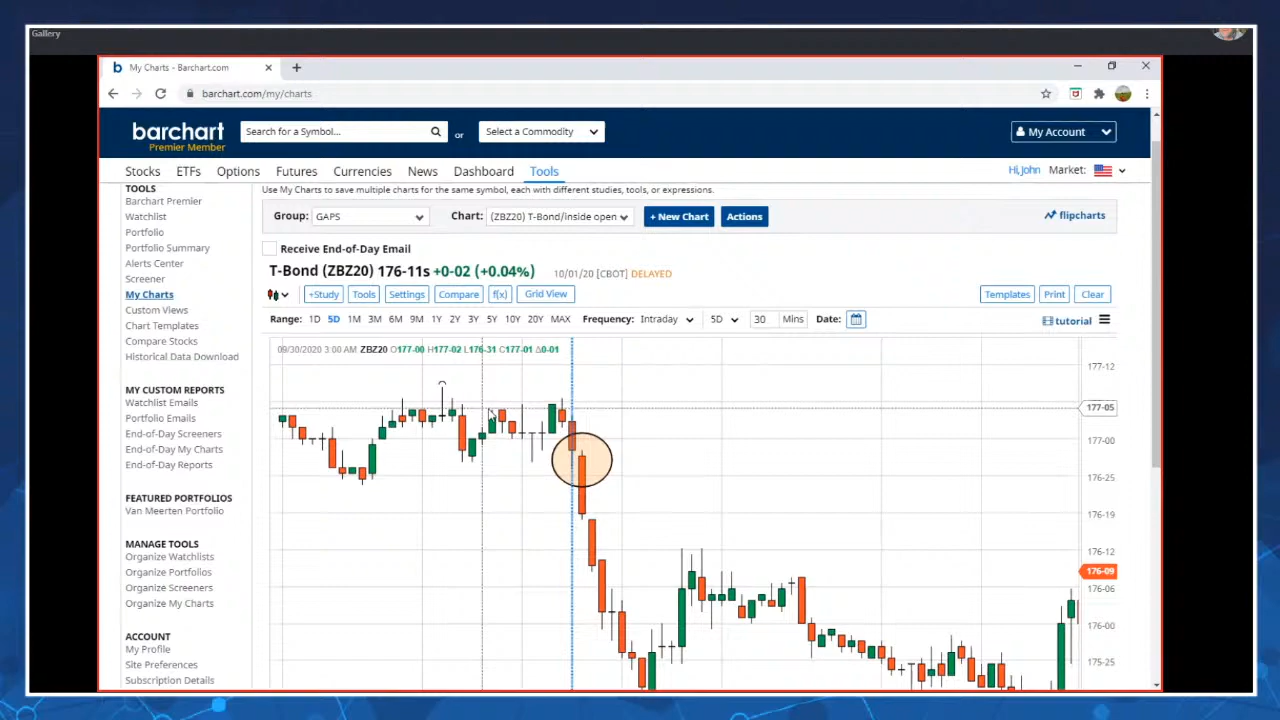 Gallery
My Charts - Barchart.com
barchart.com/my/charts
barchart
Premier Member
Search for a Symbol...
or
Select a Commodity
My Account
Stocks ETFs Options Futures Currencies News Dashboard Tools
Hi, John Market:
TOOLS
Barchart Premier
Watchlist
Portfolio
Portfolio Summary
Alerts Center
Screener
My Charts
Custom Views
Chart Templates
Compare Stocks
Historical Data Download
MY CUSTOM REPORTS
Watchlist Emails
Portfolio Emails
End-of-Day Screeners
End-of-Day My Charts
End-of-Day Reports
FEATURED PORTFOLIOS
Van Meerten Portfolio
MANAGE TOOLS
Organize Watchlists
Organize Portfolios
Organize Screeners
Organize My Charts
ACCOUNT
My Profile
Site Preferences
Subscription Details
Use My Charts to save multiple charts for the same symbol, each with different studies, tools, or expressions.
Group: GAPS Chart: (ZBZ20) T-Bond/inside open + New Chart Actions flipcharts
Receive End-of-Day Email
T-Bond (ZBZ20) 176-11s +0-02 (+0.04%) 10/01/20 [CBOT] DELAYED
+Study Tools Settings Compare f(x) Grid View Templates Print Clear
Range: 1D 5D 1M 3M 6M 9M 1Y 2Y 3Y 5Y 10Y 20Y MAX Frequency: Intraday 5D 30 Mins Date: tutorial
09/30/2020 3:00 AM ZBZ20 O177-00 H177-02 L176-31 C177-01 Δ0-01
177-12
177-05
177-00
176-25
176-19
176-12
176-09
176-06
176-00
175-25